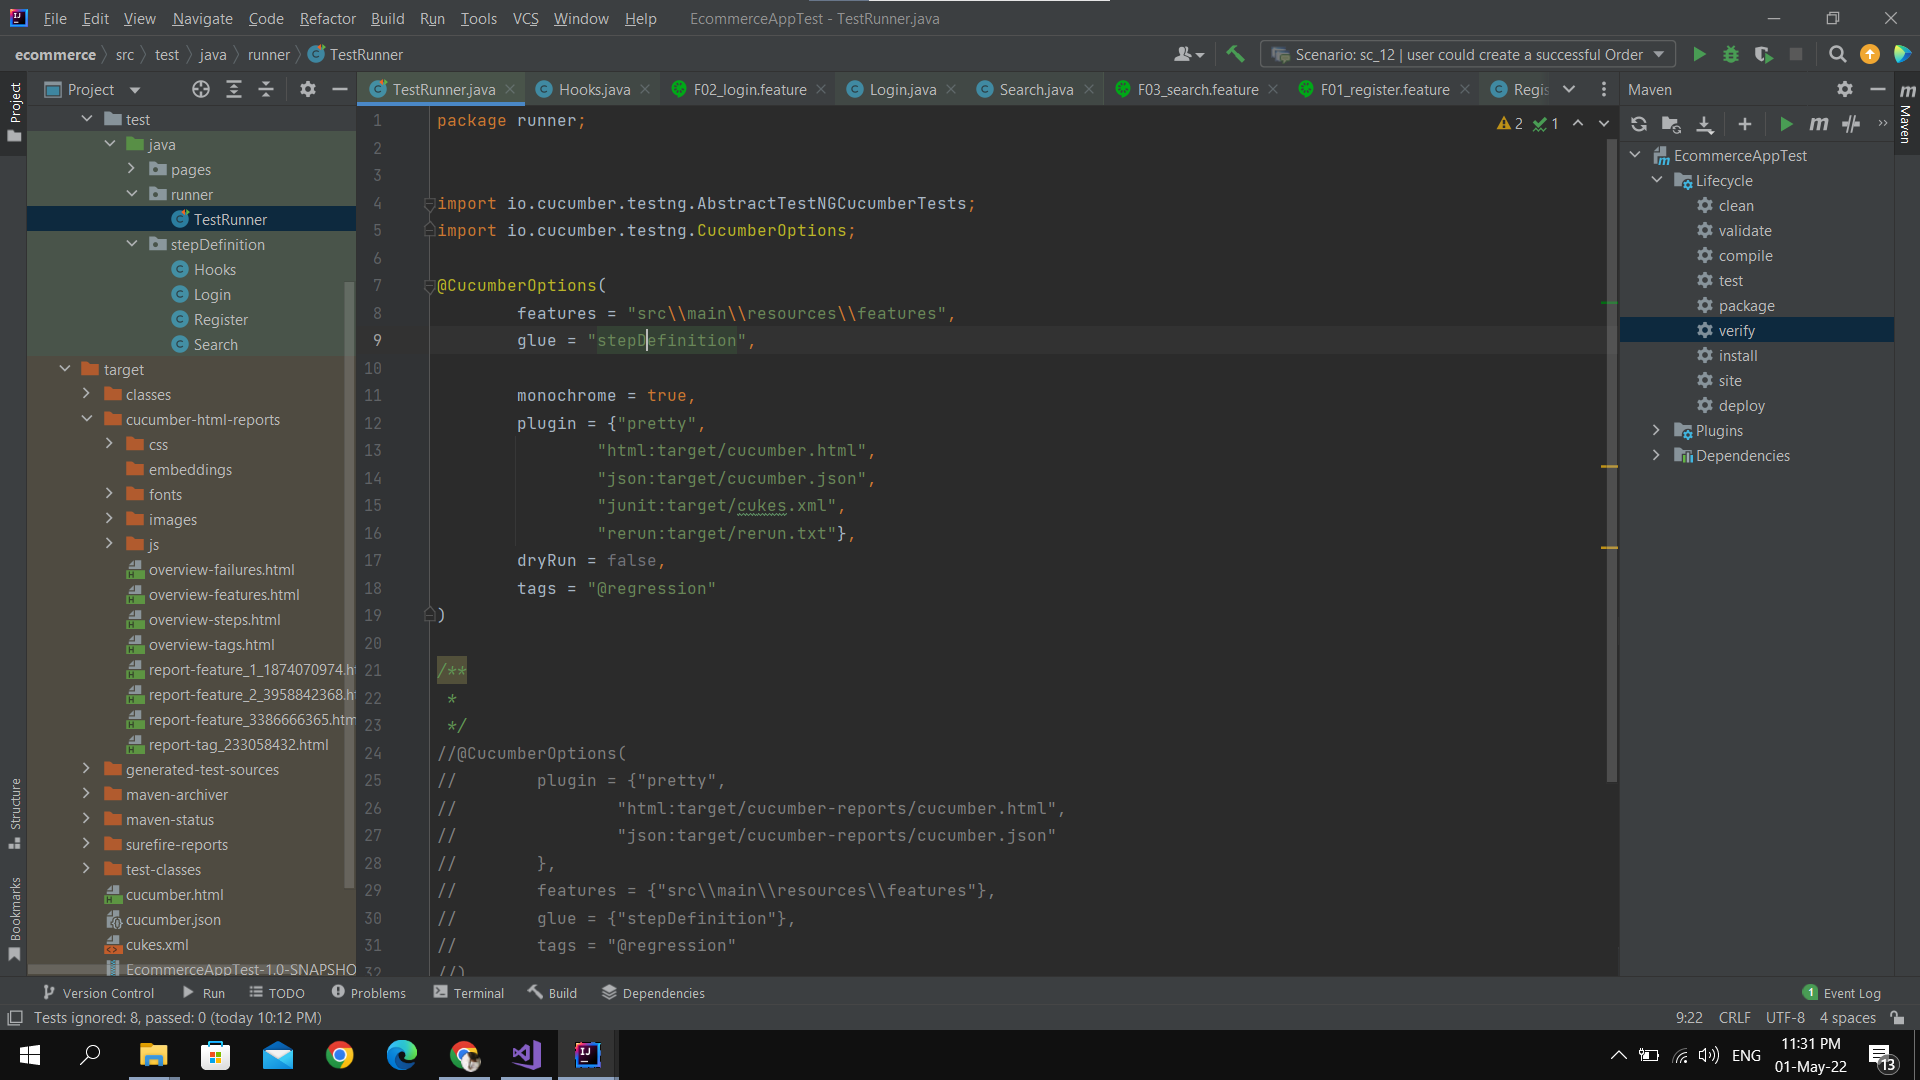 File Edit View Navigate Code Refactor Build Run Tools VCS Window Help EcommerceAppTest - TestRunner.java
ecommerce src test java runner TestRunner Scenario: sc_12 | user could create a successful Order
Project
Project
TestRunner.java Hooks.java F02_login.feature Login.java Search.java F03_search.feature F01_register.feature Regis
Maven
Maven
test
java
pages
runner
TestRunner
stepDefinition
Hooks
Login
Register
Search
target
classes
cucumber-html-reports
css
embeddings
fonts
images
js
overview-failures.html
overview-features.html
overview-steps.html
overview-tags.html
report-feature_1_1874070974.h
report-feature_2_3958842368.h
report-feature_3386666365.htm
report-tag_233058432.html
generated-test-sources
maven-archiver
maven-status
surefire-reports
test-classes
cucumber.html
cucumber.json
cukes.xml
EcommerceAppTest-1.0-SNAPSHO
Structure
Bookmarks
2 1
1 package runner;
2
3
4 import io.cucumber.testng.AbstractTestNGCucumberTests;
5 import io.cucumber.testng.CucumberOptions;
6
7 @CucumberOptions(
8 features = "src\\main\\resources\\features",
9 glue = "stepDefinition",
10
11 monochrome = true,
12 plugin = {"pretty",
13 "html:target/cucumber.html",
14 "json:target/cucumber.json",
15 "junit:target/cukes.xml",
16 "rerun:target/rerun.txt"},
17 dryRun = false,
18 tags = "@regression"
19 )
20
21 /**
22 *
23 */
24 //@CucumberOptions(
25 // plugin = {"pretty",
26 // "html:target/cucumber-reports/cucumber.html",
27 // "json:target/cucumber-reports/cucumber.json"
28 // },
29 // features = {"src\\main\\resources\\features"},
30 // glue = {"stepDefinition"},
31 // tags = "@regression"
32 //)
EcommerceAppTest
Lifecycle
clean
validate
compile
test
package
verify
install
site
deploy
Plugins
Dependencies
Version Control Run TODO Problems Terminal Build Dependencies 1 Event Log
Tests ignored: 8, passed: 0 (today 10:12 PM) 9:22 CRLF UTF-8 4 spaces
ENG
11:31 PM
01-May-22
13